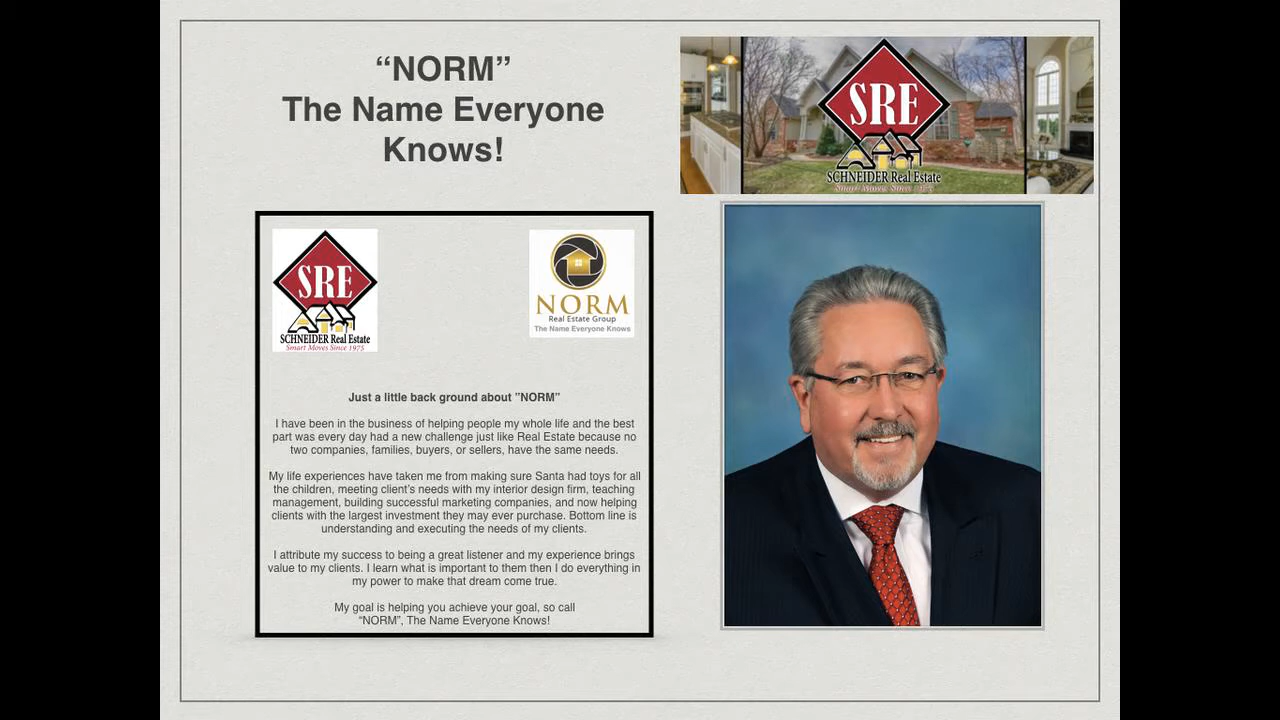 “NORM”
The Name Everyone
Knows!
SRE
SCHNEIDER Real Estate
Smart Moves Since 1975
SRE
SCHNEIDER Real Estate
Smart Moves Since 1975
NORM
Real Estate Group
The Name Everyone Knows
Just a little back ground about ”NORM”
I have been in the business of helping people my whole life and the best
part was every day had a new challenge just like Real Estate because no
two companies, families, buyers, or sellers, have the same needs.
My life experiences have taken me from making sure Santa had toys for all
the children, meeting client’s needs with my interior design firm, teaching
management, building successful marketing companies, and now helping
clients with the largest investment they may ever purchase. Bottom line is
understanding and executing the needs of my clients.
I attribute my success to being a great listener and my experience brings
value to my clients. I learn what is important to them then I do everything in
my power to make that dream come true.
My goal is helping you achieve your goal, so call
“NORM”, The Name Everyone Knows!